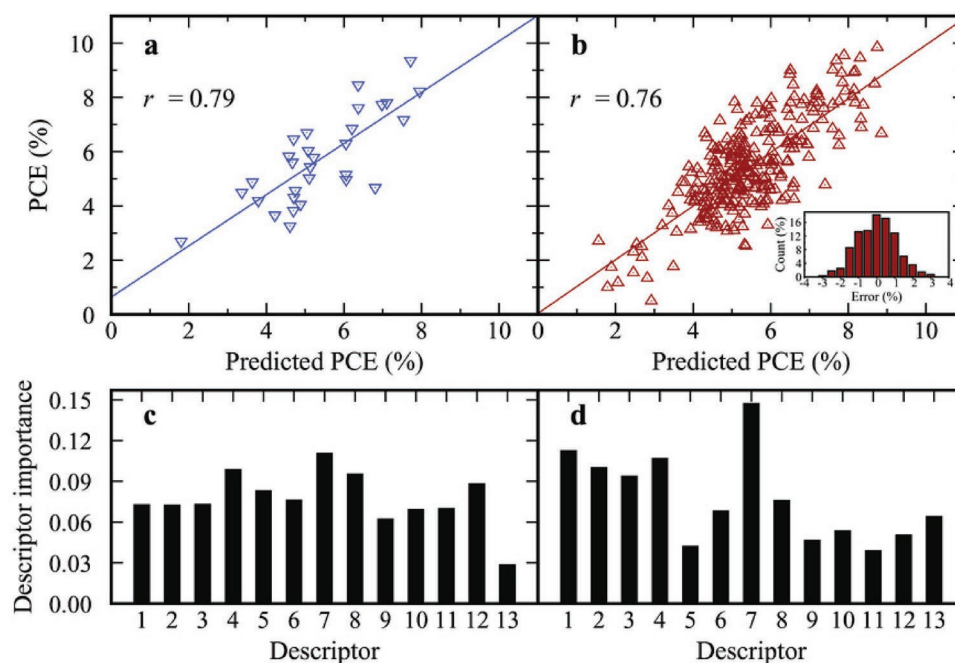 a
r = 0.79
10
8
6
4
2
0
PCE (%)
0 2 4 6 8 10
Predicted PCE (%)
b
r = 0.76
16
12
8
4
0
Count (%)
-4 -3 -2 -1 0 1 2 3 4
Error (%)
0 2 4 6 8 10
Predicted PCE (%)
c
0.15
0.12
0.09
0.06
0.03
0.00
Descriptor importance
1 2 3 4 5 6 7 8 9 10 11 12 13
Descriptor
d
1 2 3 4 5 6 7 8 9 10 11 12 13
Descriptor